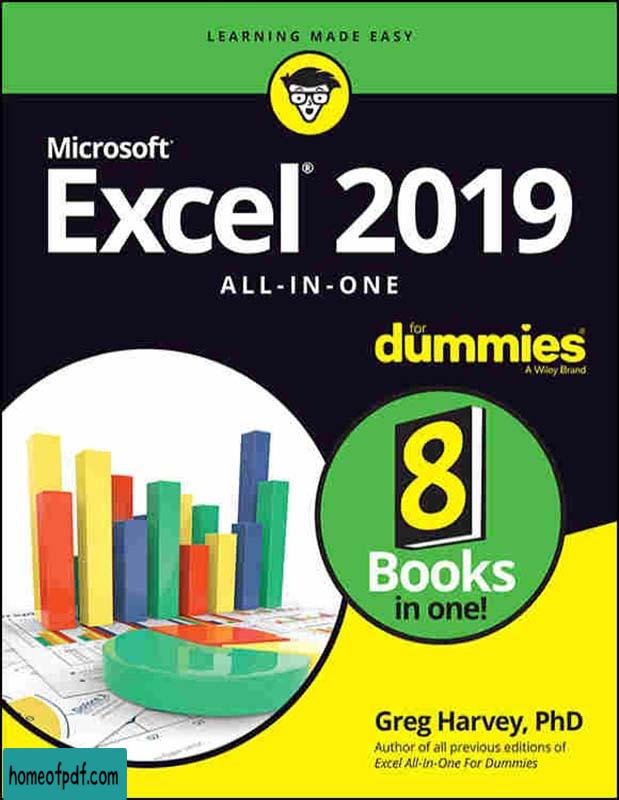 LEARNING MADE EASY
Microsoft®
Excel® 2019
ALL-IN-ONE
for
dummies®
A Wiley Brand
8
Books
in one!
Greg Harvey, PhD
Author of all previous editions of
Excel All-In-One For Dummies
homeofpdf.com